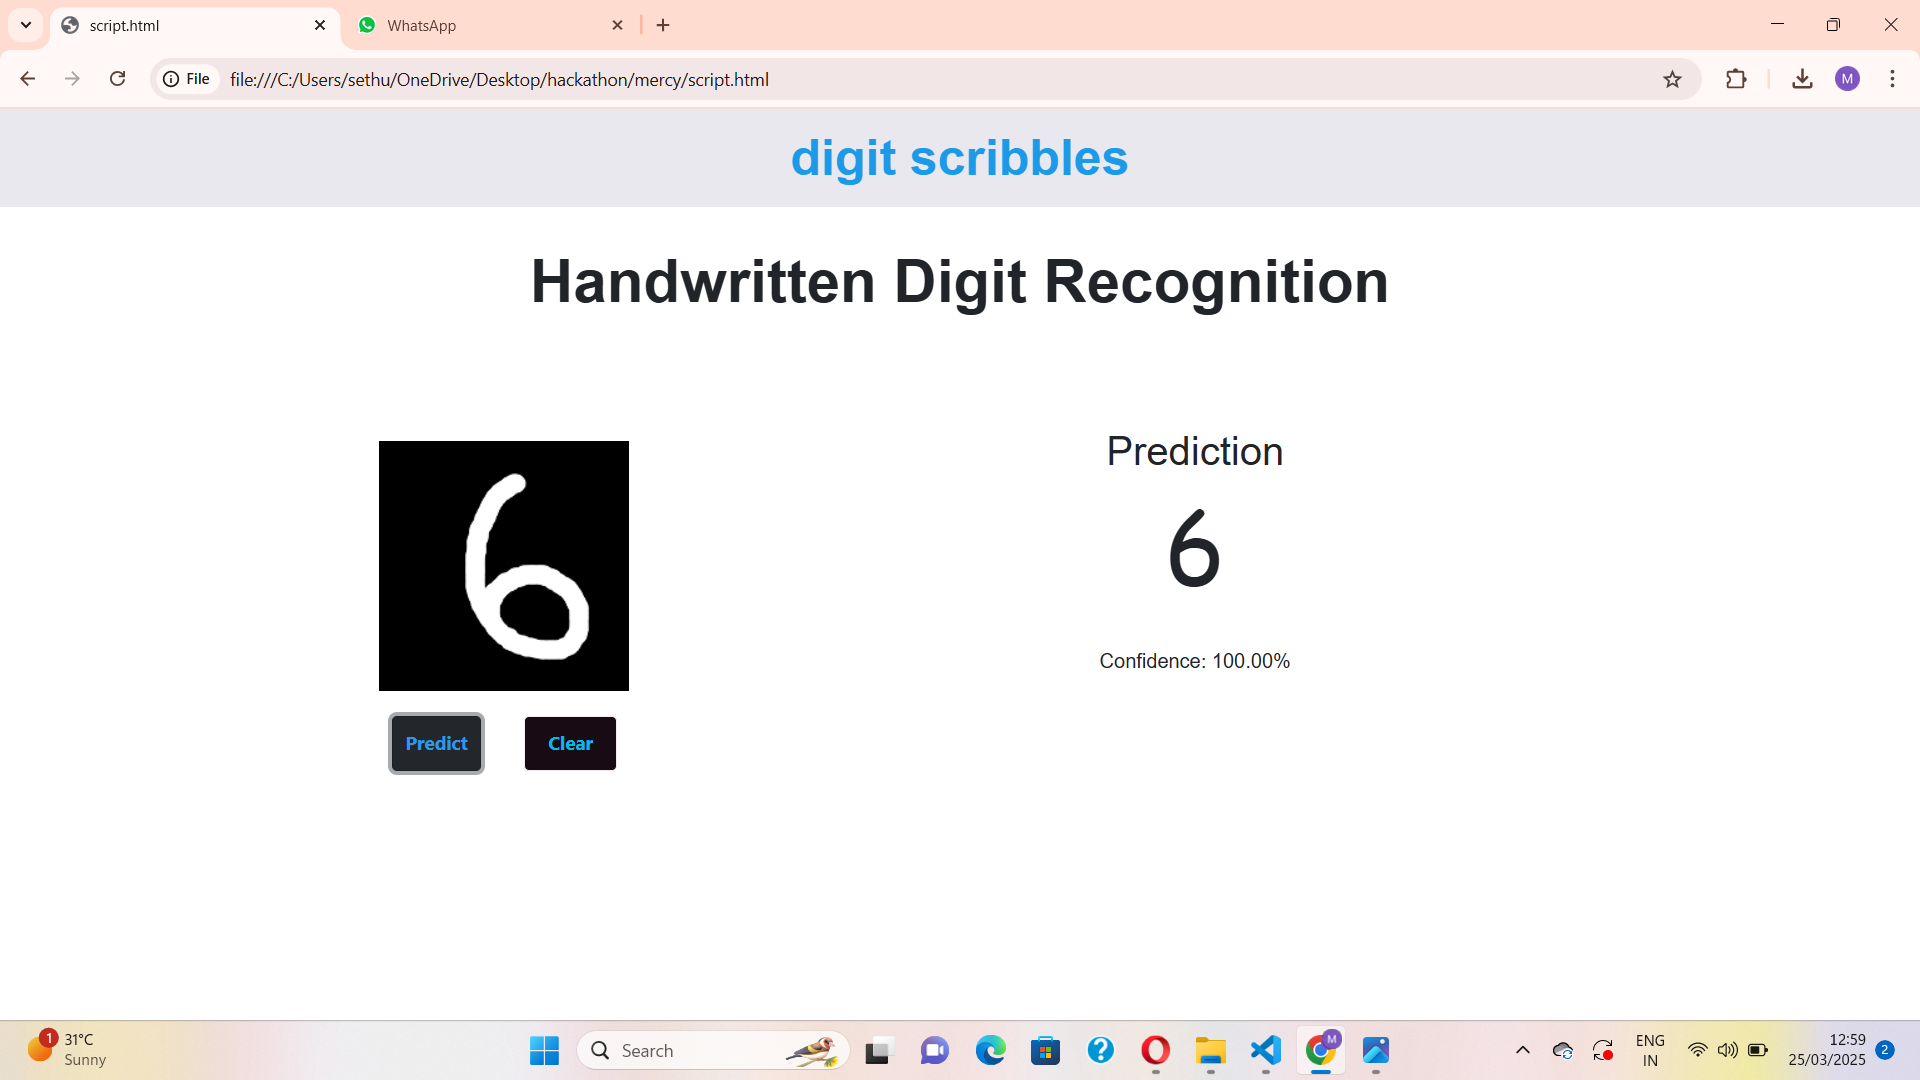 script.html
WhatsApp
File file:///C:/Users/sethu/OneDrive/Desktop/hackathon/mercy/script.html
M
digit scribbles
Handwritten Digit Recognition
6
Predict Clear
Prediction
6
Confidence: 100.00%
1 31°C
Sunny
Search
M
ENG
IN
12:59
25/03/2025
2